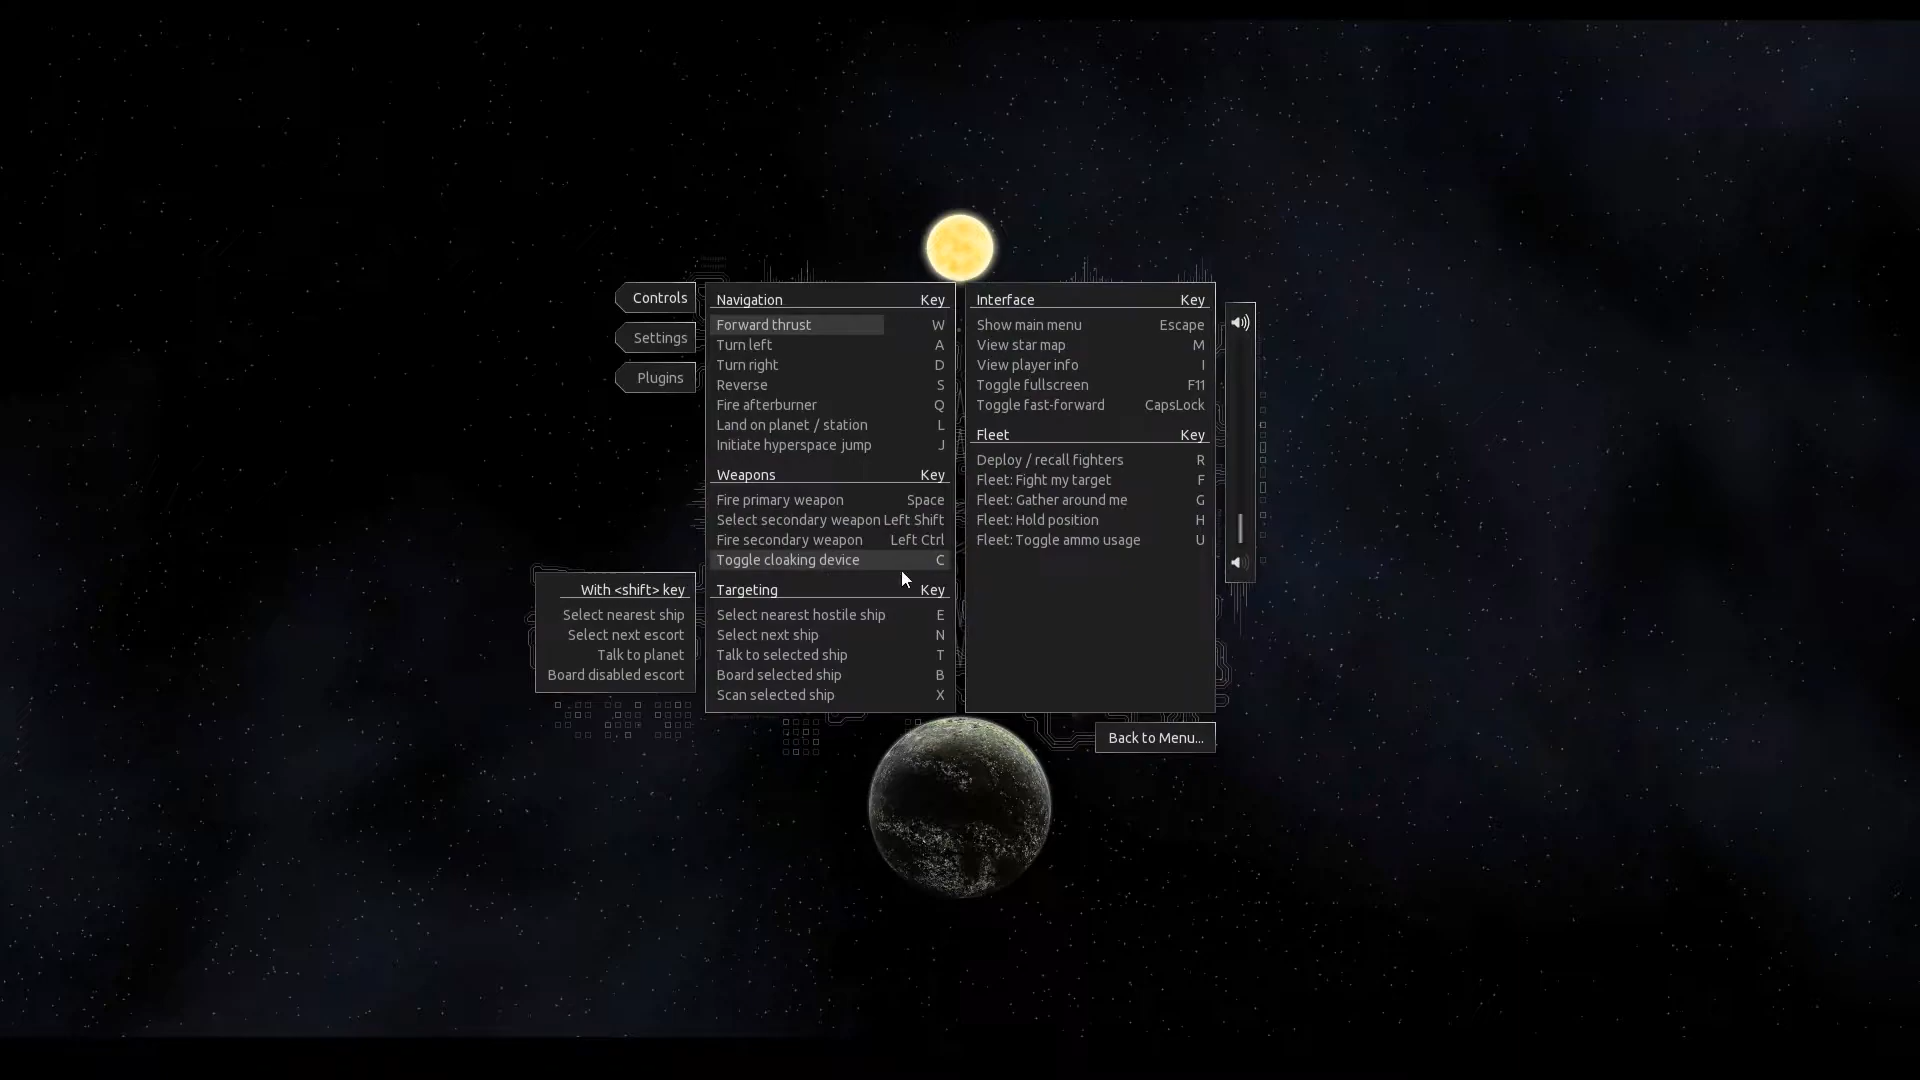 Controls
Settings
Plugins
Navigation Key
Forward thrust W
Turn left A
Turn right D
Reverse S
Fire afterburner Q
Land on planet / station L
Initiate hyperspace jump J
Weapons Key
Fire primary weapon Space
Select secondary weapon Left Shift
Fire secondary weapon Left Ctrl
Toggle cloaking device C
Targeting Key
Select nearest hostile ship E
Select next ship N
Talk to selected ship T
Board selected ship B
Scan selected ship X
With <shift> key
Select nearest ship
Select next escort
Talk to planet
Board disabled escort
Interface Key
Show main menu Escape
View star map M
View player info I
Toggle fullscreen F11
Toggle fast-forward CapsLock
Fleet Key
Deploy / recall fighters R
Fleet: Fight my target F
Fleet: Gather around me G
Fleet: Hold position H
Fleet: Toggle ammo usage U
Back to Menu...